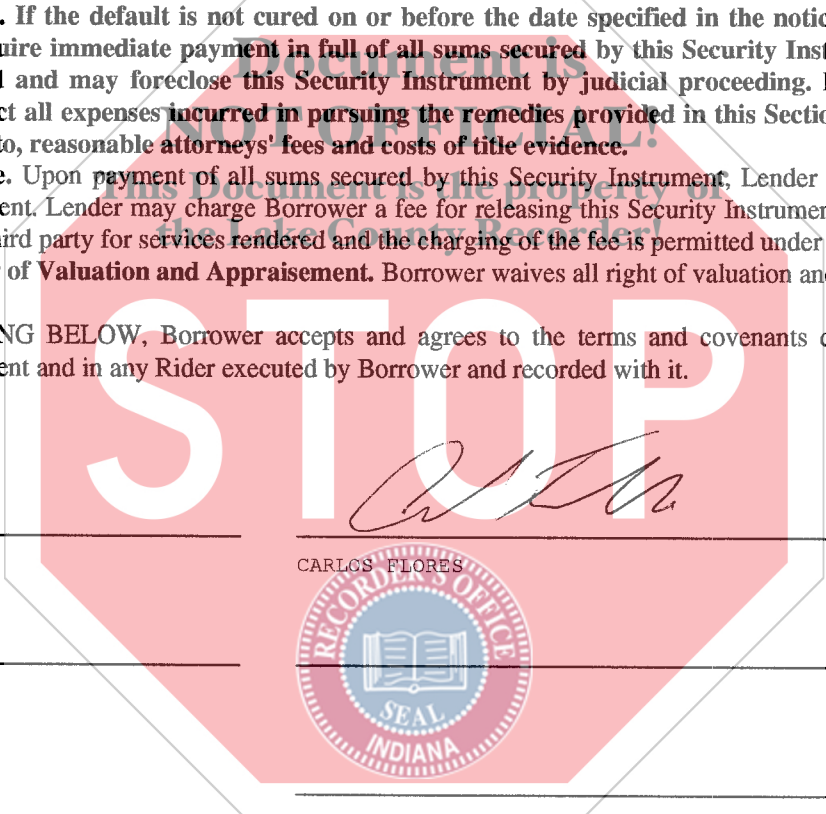 . If the default is not cured on or before the date specified in the notic
uire immediate payment in full of all sums secured by this Security Inst
and may foreclose this Security Instrument by judicial proceeding.
ct all expenses incurred in pursuing the remedies provided in this Sectio
to, reasonable attorneys' fees and costs of title evidence.
e. Upon payment of all sums secured by this Security Instrument, Lender
ent. Lender may charge Borrower a fee for releasing this Security Instrumen
ird party for services rendered and the charging of the fee is permitted under
of Valuation and Appraisement. Borrower waives all right of valuation an
NG BELOW, Borrower accepts and agrees to the terms and covenants c
ent and in any Rider executed by Borrower and recorded with it.
Document is
NOT OFFICIAL!
This Document is the property of
the Lake County Recorder!
STOP
CARLOS FLORES
RECORDER'S OFFICE
SEAL
INDIANA